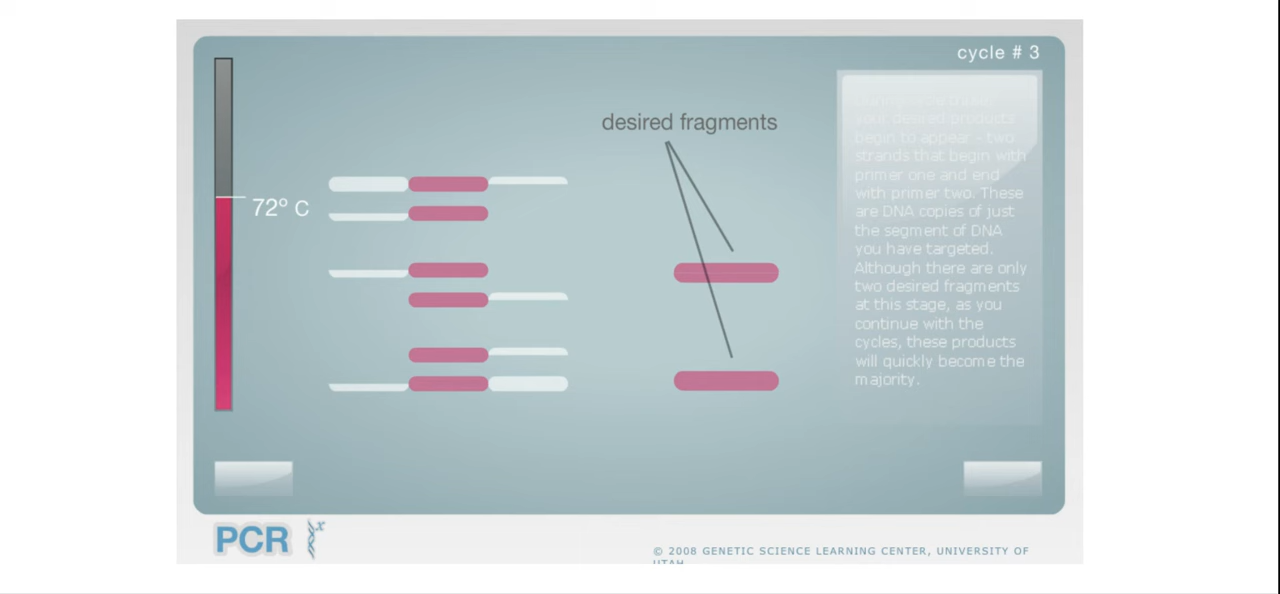 cycle # 3
desired fragments
72º C
your desired products
begin to appear - two
strands that begin with
primer one and end
with primer two. These
are DNA copies of just
the segment of DNA
you have targeted.
Although there are only
two desired fragments
at this stage, as you
continue with the
cycles, these products
will quickly become the
majority.
PCR
© 2008 GENETIC SCIENCE LEARNING CENTER, UNIVERSITY OF
UTAH